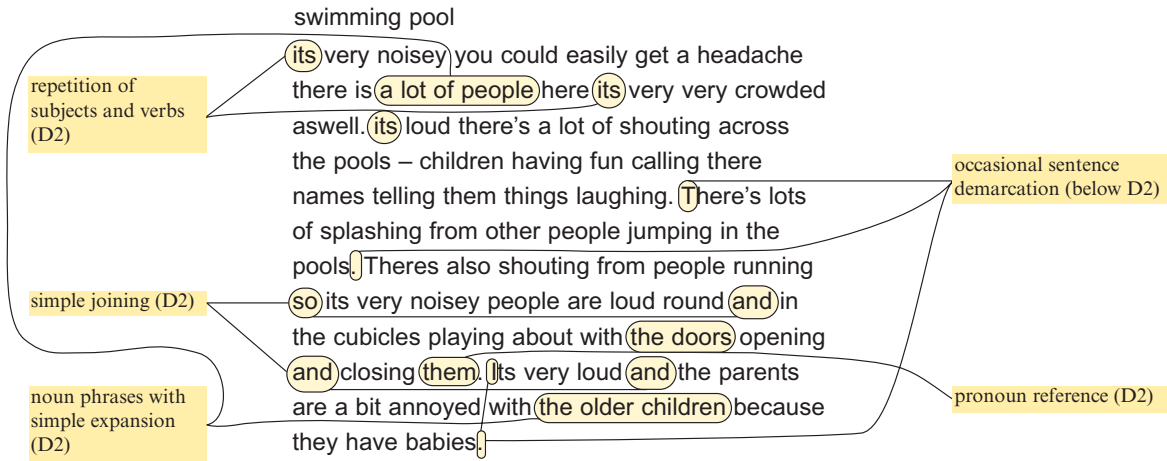 swimming pool
its very noisey you could easily get a headache
there is a lot of people here its very very crowded
aswell. its loud there's a lot of shouting across
the pools – children having fun calling there
names telling them things laughing. There's lots
of splashing from other people jumping in the
pools. Theres also shouting from people running
so its very noisey people are loud round and in
the cubicles playing about with the doors opening
and closing them. Its very loud and the parents
are a bit annoyed with the older children because
they have babies.
repetition of
subjects and verbs
(D2)
simple joining (D2)
noun phrases with
simple expansion
(D2)
occasional sentence
demarcation (below D2)
pronoun reference (D2)